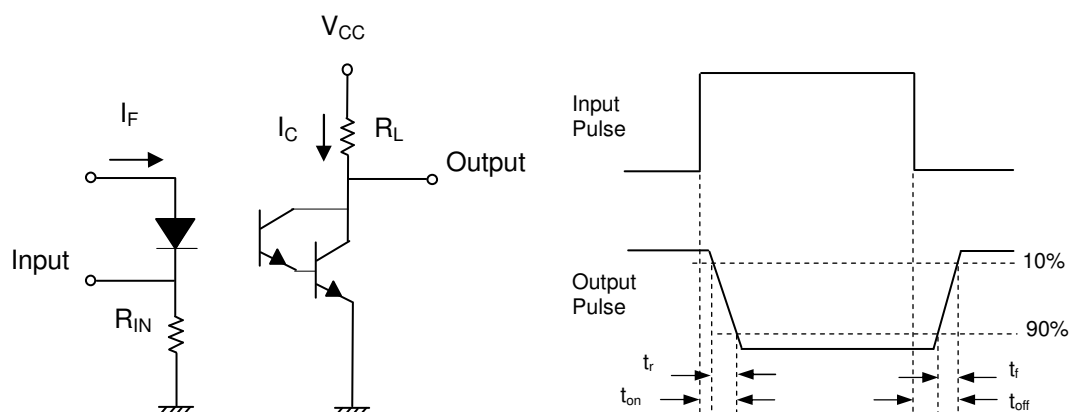 V_CC
I_F
I_C
R_L
Output
Input
R_IN
Input
Pulse
Output
Pulse
10%
90%
t_r
t_f
t_on
t_off